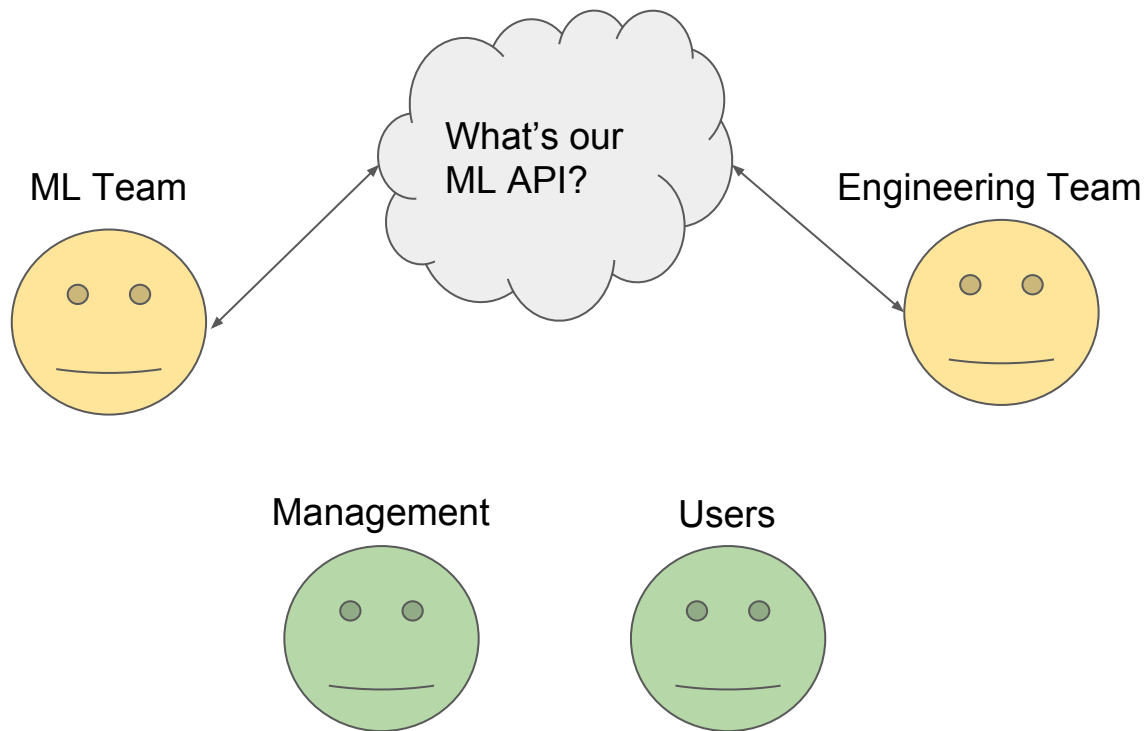 What’s our
ML API?
ML Team
Engineering Team
Management
Users